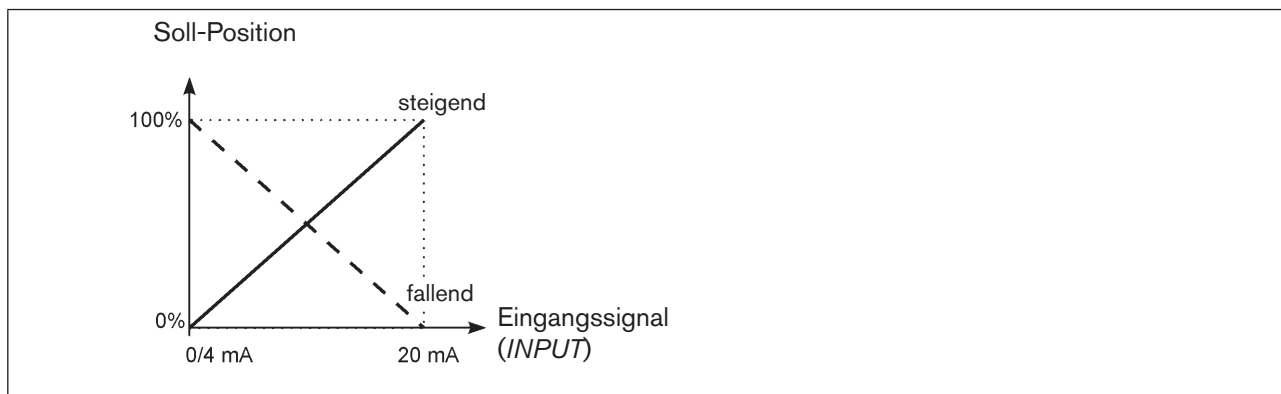 Soll-Position
steigend
100%
fallend
0%
Eingangssignal
(INPUT)
0/4 mA
20 mA